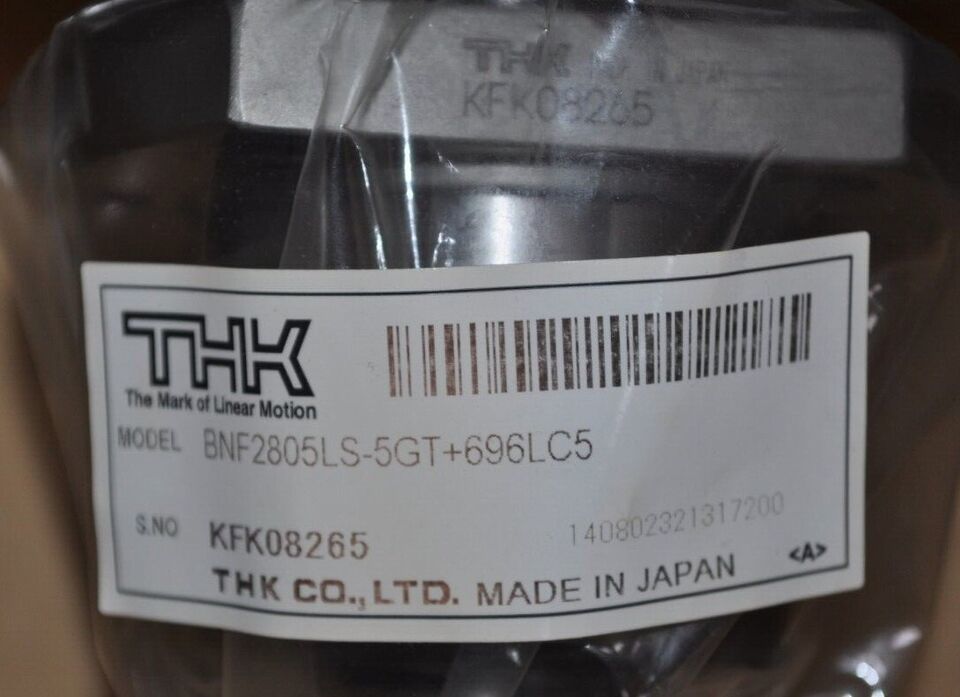 THK
KFK08265
THK
The Mark of Linear Motion
MODEL BNF2805LS-5GT+696LC5
S.NO KFK08265
140802321317200
THK CO., LTD. MADE IN JAPAN <A>